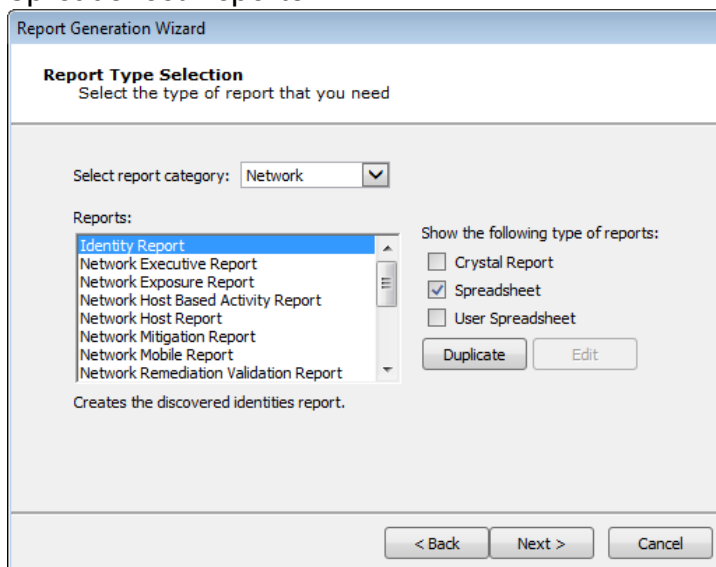 Report Generation Wizard
Report Type Selection
Select the type of report that you need
Select report category: Network
Reports:
Identity Report
Network Executive Report
Network Exposure Report
Network Host Based Activity Report
Network Host Report
Network Mitigation Report
Network Mobile Report
Network Remediation Validation Report
Creates the discovered identities report.
Show the following type of reports:
Crystal Report
Spreadsheet
User Spreadsheet
Duplicate Edit
< Back Next > Cancel